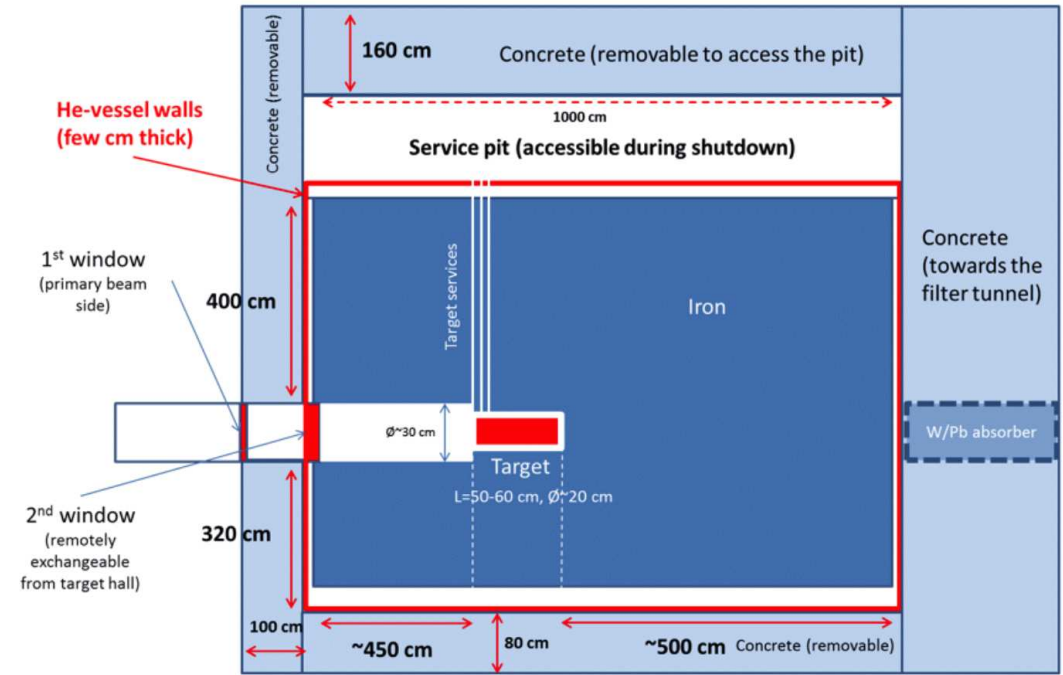 160 cm
Concrete (removable to access the pit)
Concrete (removable)
He-vessel walls
(few cm thick)
1000 cm
Service pit (accessible during shutdown)
1st window
(primary beam
side)
400 cm
Target services
Iron
Concrete
(towards the
filter tunnel)
Ø~30 cm
W/Pb absorber
Target
L=50-60 cm, Ø~20 cm
2nd window
(remotely
exchangeable
from target hall)
320 cm
100 cm
~450 cm
80 cm
~500 cm
Concrete (removable)